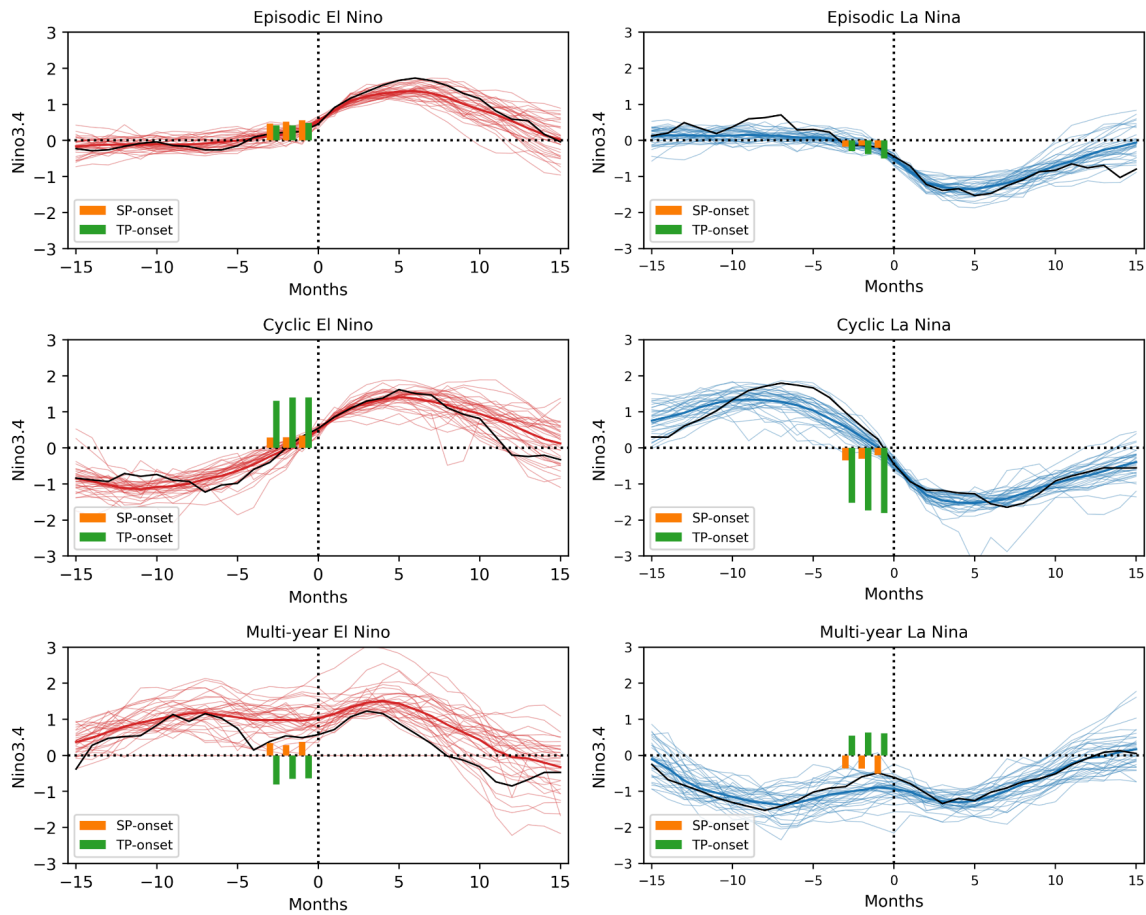 Episodic El Nino
3
2
1
0
−1
−2
−3
Nino3.4
SP-onset
TP-onset
−15 −10 −5 0 5 10 15
Months
Episodic La Nina
3
2
1
0
−1
−2
−3
Nino3.4
SP-onset
TP-onset
−15 −10 −5 0 5 10 15
Months
Cyclic El Nino
3
2
1
0
−1
−2
−3
Nino3.4
SP-onset
TP-onset
−15 −10 −5 0 5 10 15
Months
Cyclic La Nina
3
2
1
0
−1
−2
−3
Nino3.4
SP-onset
TP-onset
−15 −10 −5 0 5 10 15
Months
Multi-year El Nino
3
2
1
0
−1
−2
−3
Nino3.4
SP-onset
TP-onset
−15 −10 −5 0 5 10 15
Months
Multi-year La Nina
3
2
1
0
−1
−2
−3
Nino3.4
SP-onset
TP-onset
−15 −10 −5 0 5 10 15
Months